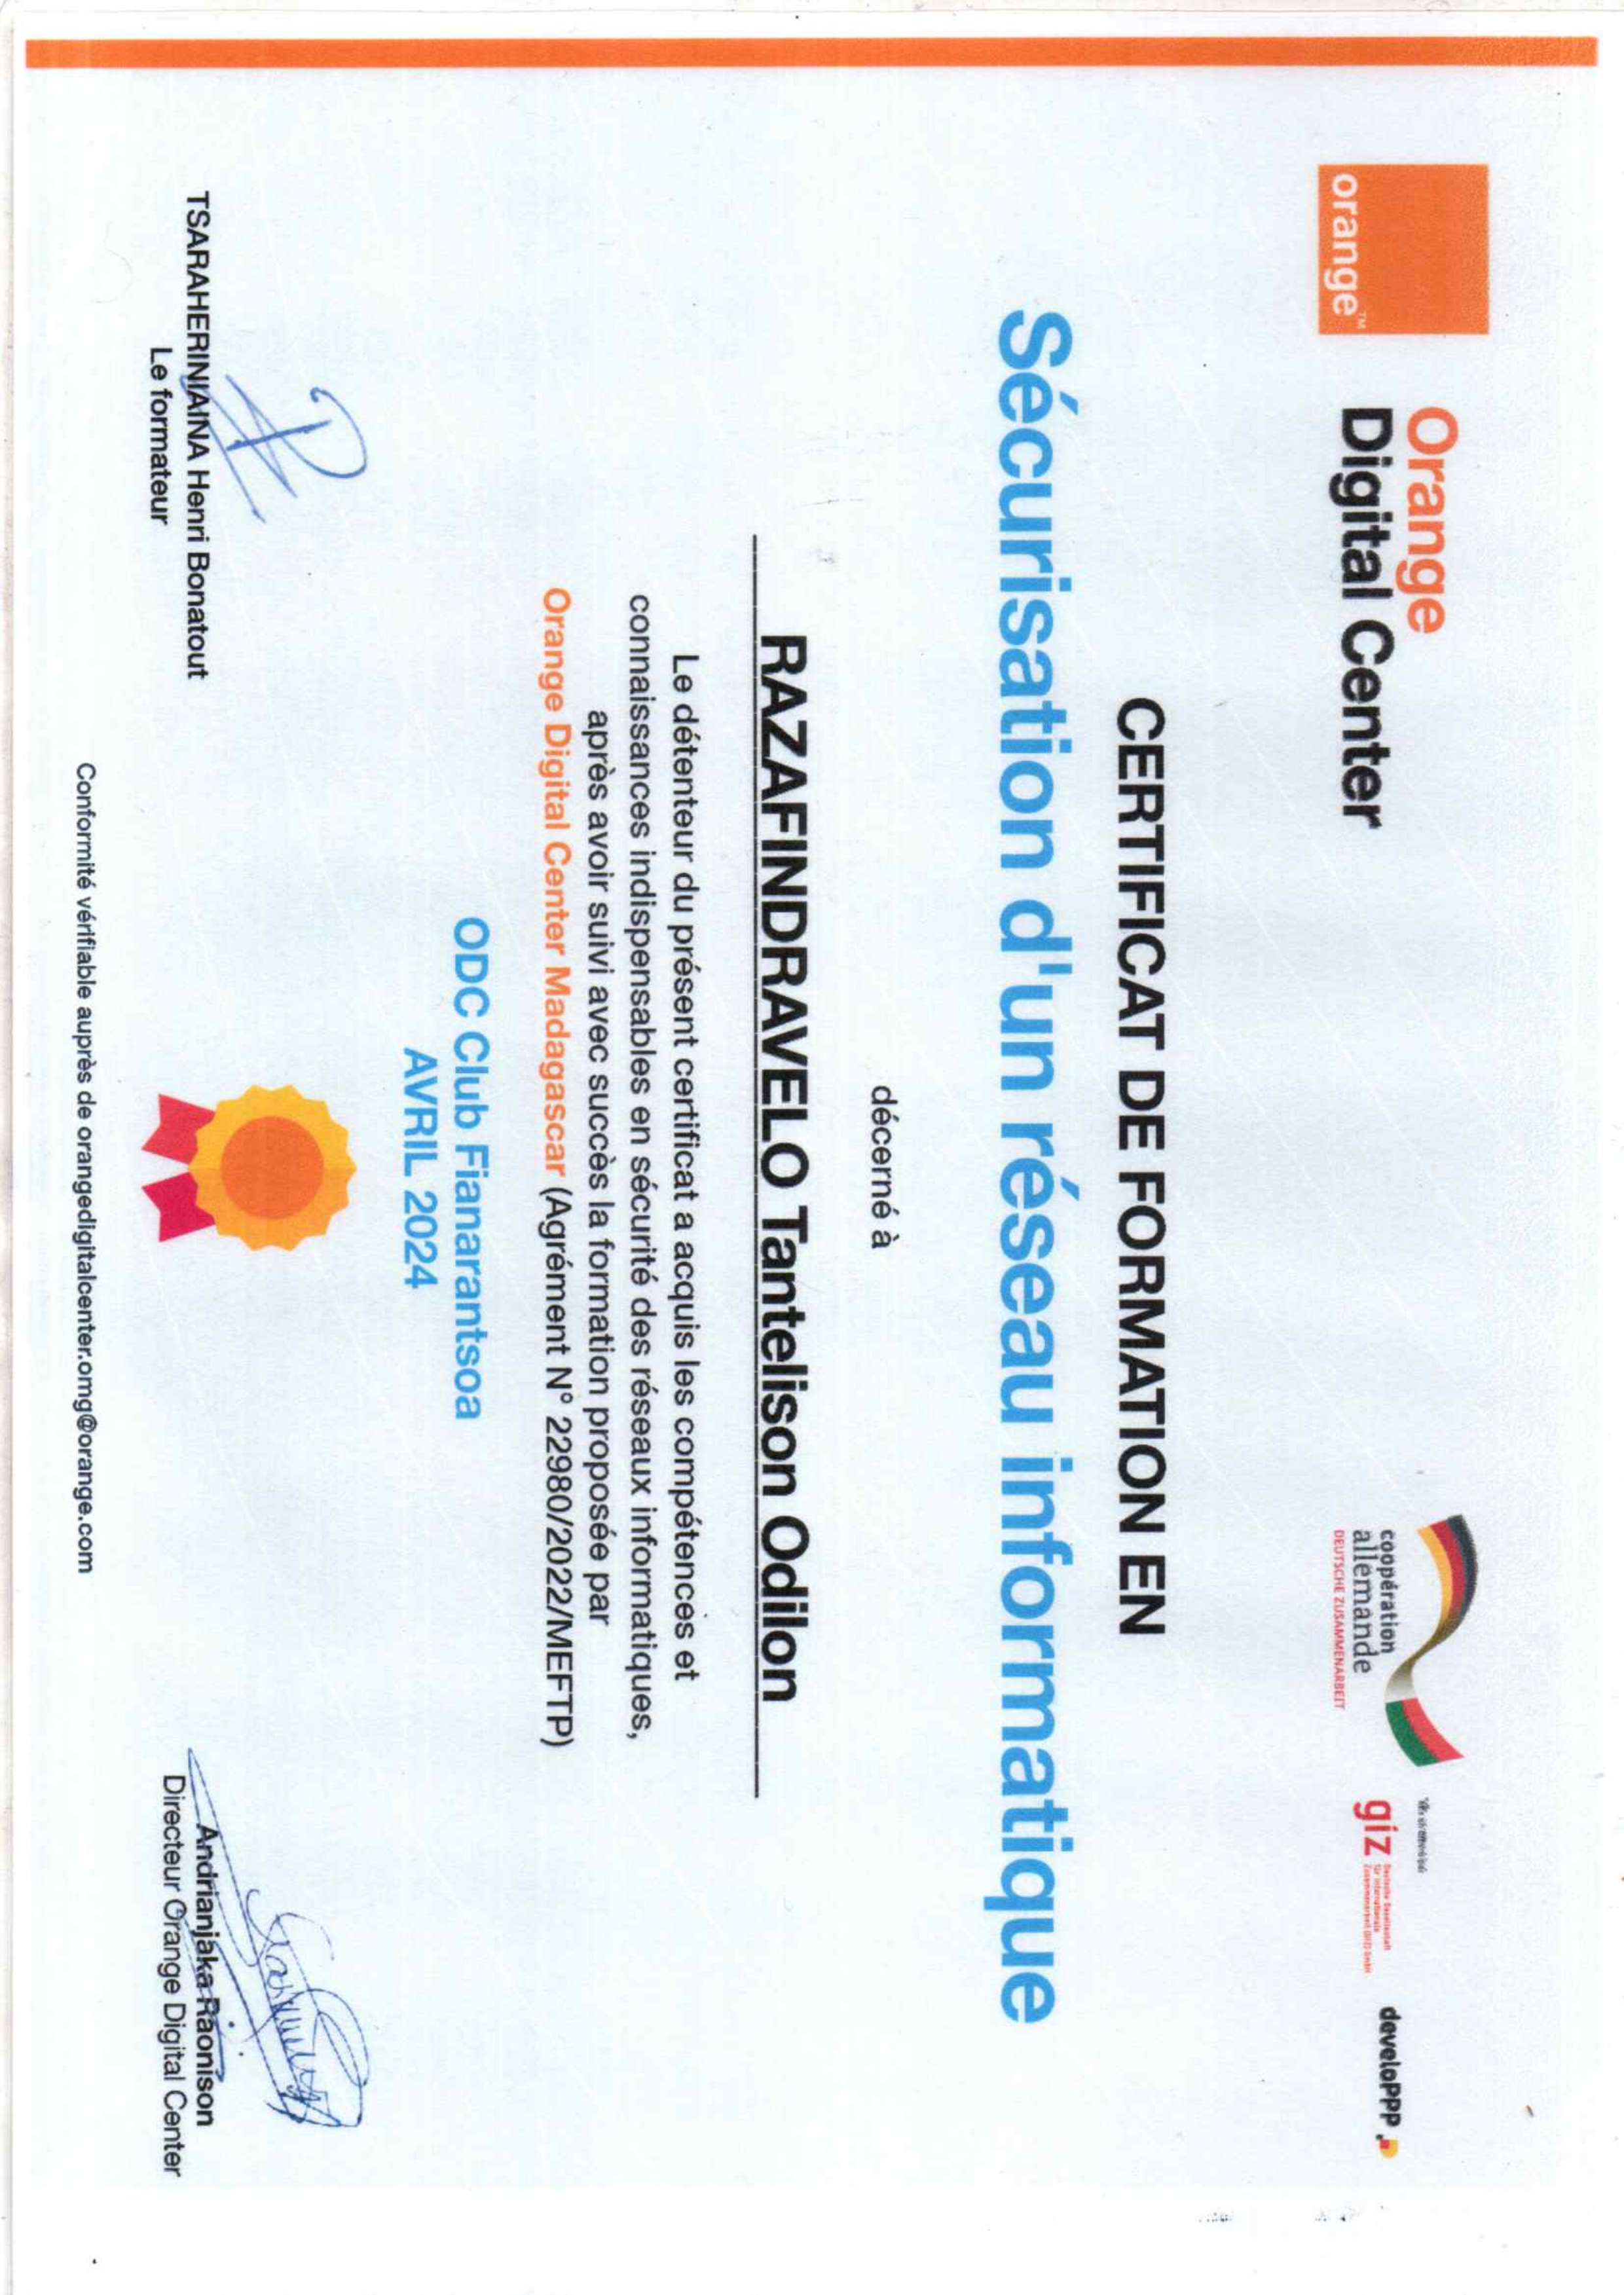 orange™
Orange
Digital Center
coopération
allemande
DEUTSCHE ZUSAMMENARBEIT
giz
Deutsche Gesellschaft
für Internationale
Zusammenarbeit (GIZ) GmbH
develoPPP
CERTIFICAT DE FORMATION EN
Sécurisation d'un réseau informatique
décerné à
RAZAFINDRAVELO Tantelison Odilon
Le détenteur du présent certificat a acquis les compétences et
connaissances indispensables en sécurité des réseaux informatiques,
après avoir suivi avec succès la formation proposée par
Orange Digital Center Madagascar (Agrément N° 22980/2022/MEFTP)
ODC Club Fianarantsoa
AVRIL 2024
TSARAHERINIAINA Henri Bonatout
Le formateur
Andrianjaka Raonison
Directeur Orange Digital Center
Conformité vérifiable auprès de orangedigitalcenter.omg@orange.com